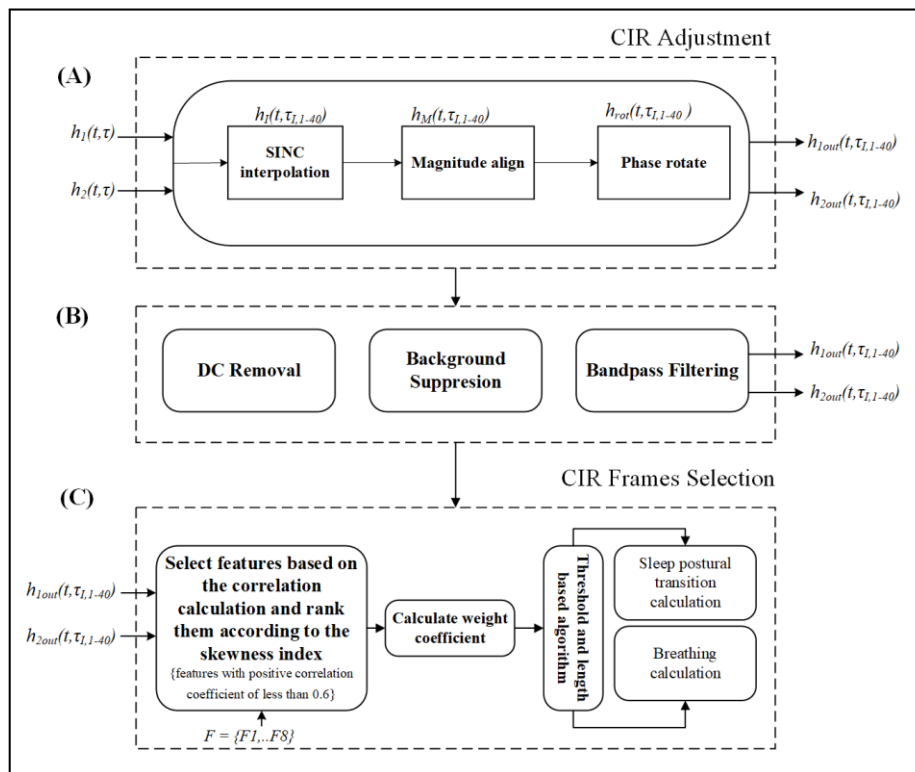 CIR Adjustment
(A)
h1(t,τ)
h2(t,τ)
hI(t,τI,1-40)
hM(t,τI,1-40)
hrot(t,τI,1-40 )
SINC
interpolation
Magnitude align
Phase rotate
h1out(t,τI,1-40)
h2out(t,τI,1-40)
(B)
DC Removal
Background
Suppresion
Bandpass Filtering
h1out(t,τI,1-40)
h2out(t,τI,1-40)
CIR Frames Selection
(C)
h1out(t,τI,1-40)
h2out(t,τI,1-40)
Select features based on
the correlation
calculation and rank
them according to the
skewness index
{features with positive correlation
coefficient of less than 0.6}
F = {F1,..F8}
Calculate weight
coefficient
Threshold and length
based algorithm
Sleep postural
transition
calculation
Breathing
calculation